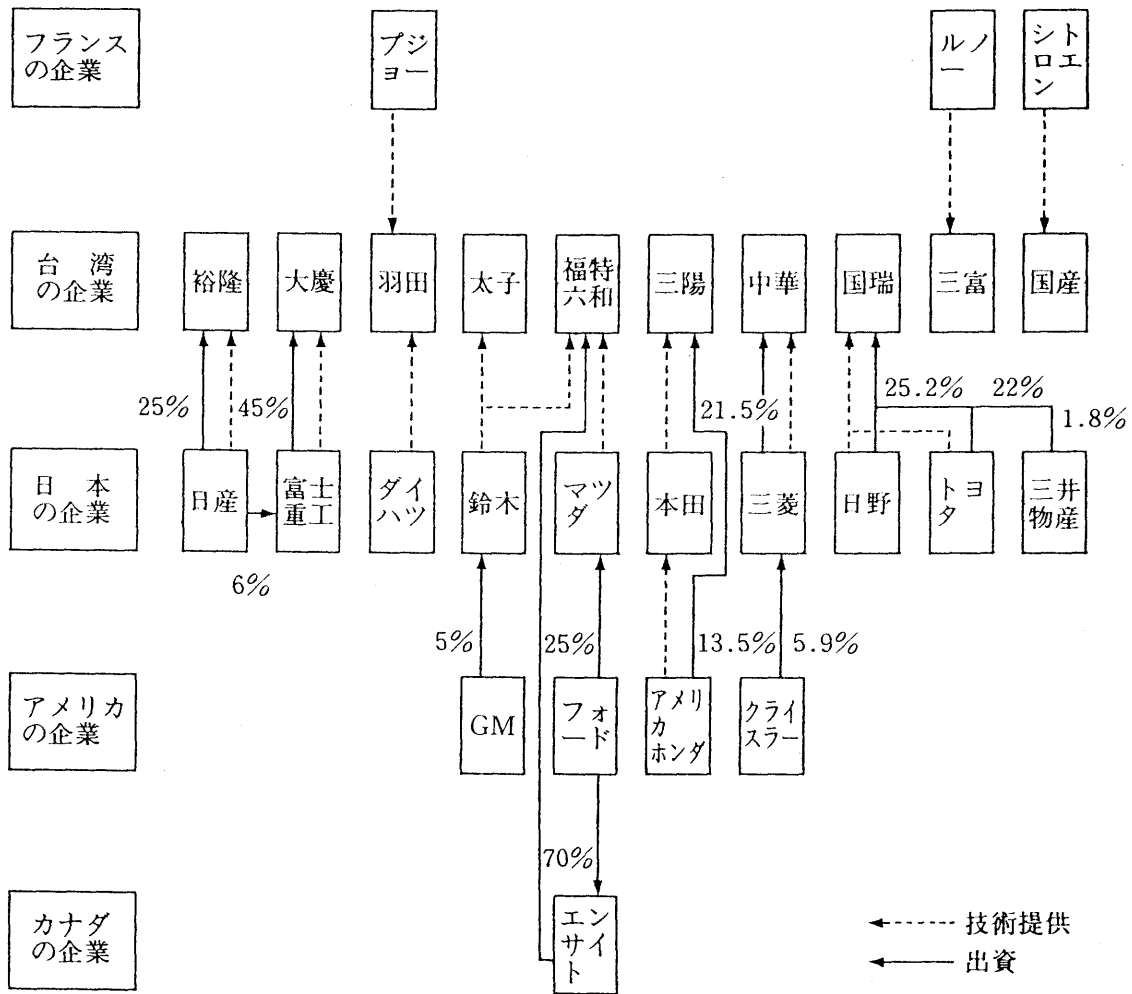 フランス
の企業
プジ
ョー
ルノ
ー
シトロエン
台湾
の企業
裕隆
大慶
羽田
太子
福特
六和
三陽
中華
国瑞
三富
国産
25%
45%
21.5%
25.2%
22%
1.8%
日本
の企業
日産
富士
重工
ダイ
ハツ
鈴木
マツ
ダ
本田
三菱
日野
トヨタ
三井
物産
6%
5%
25%
13.5%
5.9%
アメリカ
の企業
GM
フォ
ード
アメリ
カ
ホンダ
クライ
スラー
70%
カナダ
の企業
エン
サイト
技術提供
出資